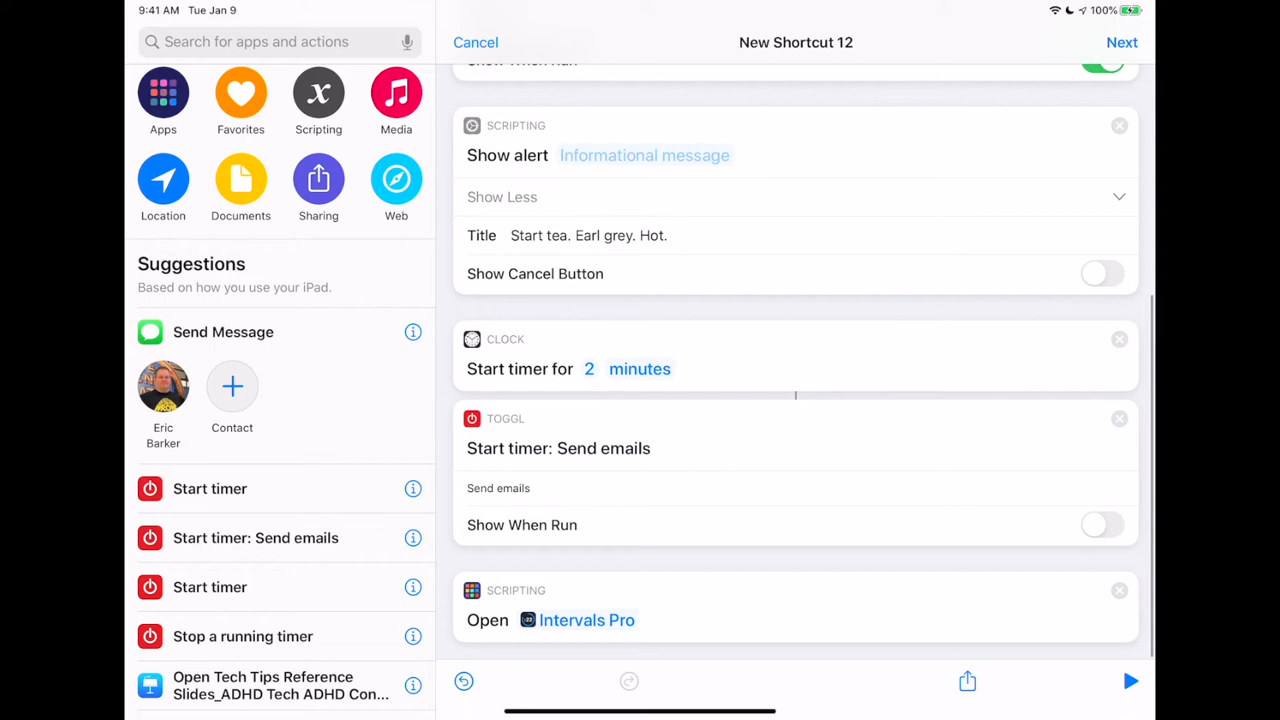 9:41 AM Tue Jan 9
100%
Search for apps and actions
Cancel
New Shortcut 12
Next
Show When Run
Apps
Favorites
Scripting
Media
Location
Documents
Sharing
Web
Suggestions
Based on how you use your iPad.
Send Message
Eric
Barker
Contact
Start timer
Start timer: Send emails
Start timer
Stop a running timer
Open Tech Tips Reference
Slides_ADHD Tech ADHD Con...
SCRIPTING
Show alert Informational message
Show Less
Title Start tea. Earl grey. Hot.
Show Cancel Button
CLOCK
Start timer for 2 minutes
TOGGL
Start timer: Send emails
Send emails
Show When Run
SCRIPTING
Open Intervals Pro